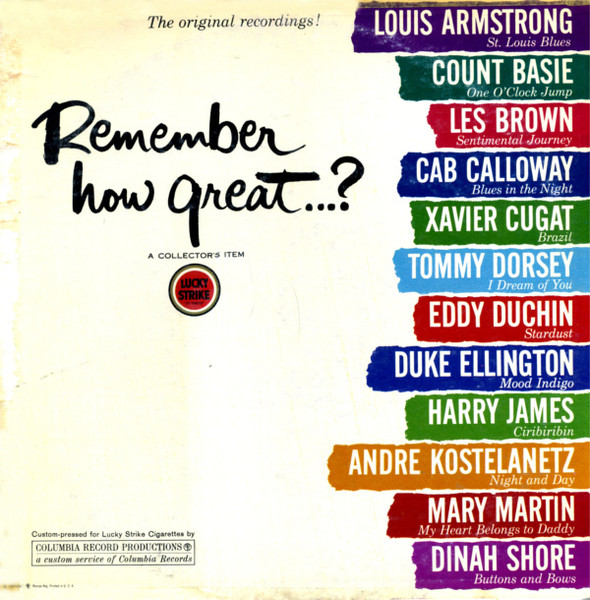 The original recordings!
Remember
how great...?
A COLLECTOR'S ITEM
LUCKY
STRIKE
LOUIS ARMSTRONG
St. Louis Blues
COUNT BASIE
One O'Clock Jump
LES BROWN
Sentimental Journey
CAB CALLOWAY
Blues in the Night
XAVIER CUGAT
Brazil
TOMMY DORSEY
I Dream of You
EDDY DUCHIN
Stardust
DUKE ELLINGTON
Mood Indigo
HARRY JAMES
Ciribiribin
ANDRE KOSTELANETZ
Night and Day
MARY MARTIN
My Heart Belongs to Daddy
DINAH SHORE
Buttons and Bows
Custom-pressed for Lucky Strike Cigarettes by
COLUMBIA RECORD PRODUCTIONS
a custom service of Columbia Records